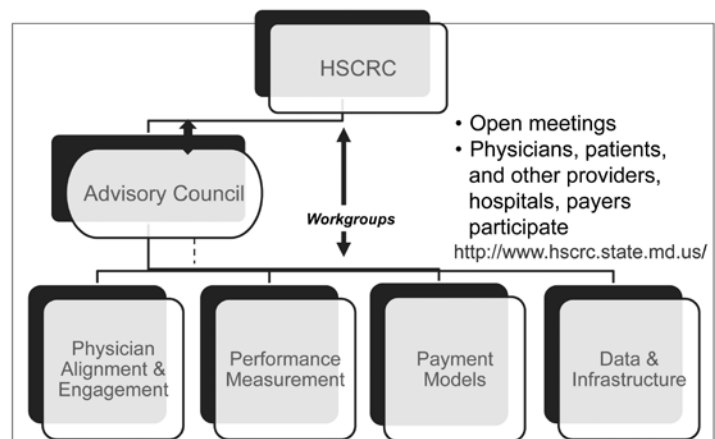 HSCRC
• Open meetings
• Physicians, patients,
and other providers,
hospitals, payers
participate
http://www.hscrc.state.md.us/
Advisory Council
Workgroups
Physician
Alignment &
Engagement
Performance
Measurement
Payment
Models
Data &
Infrastructure